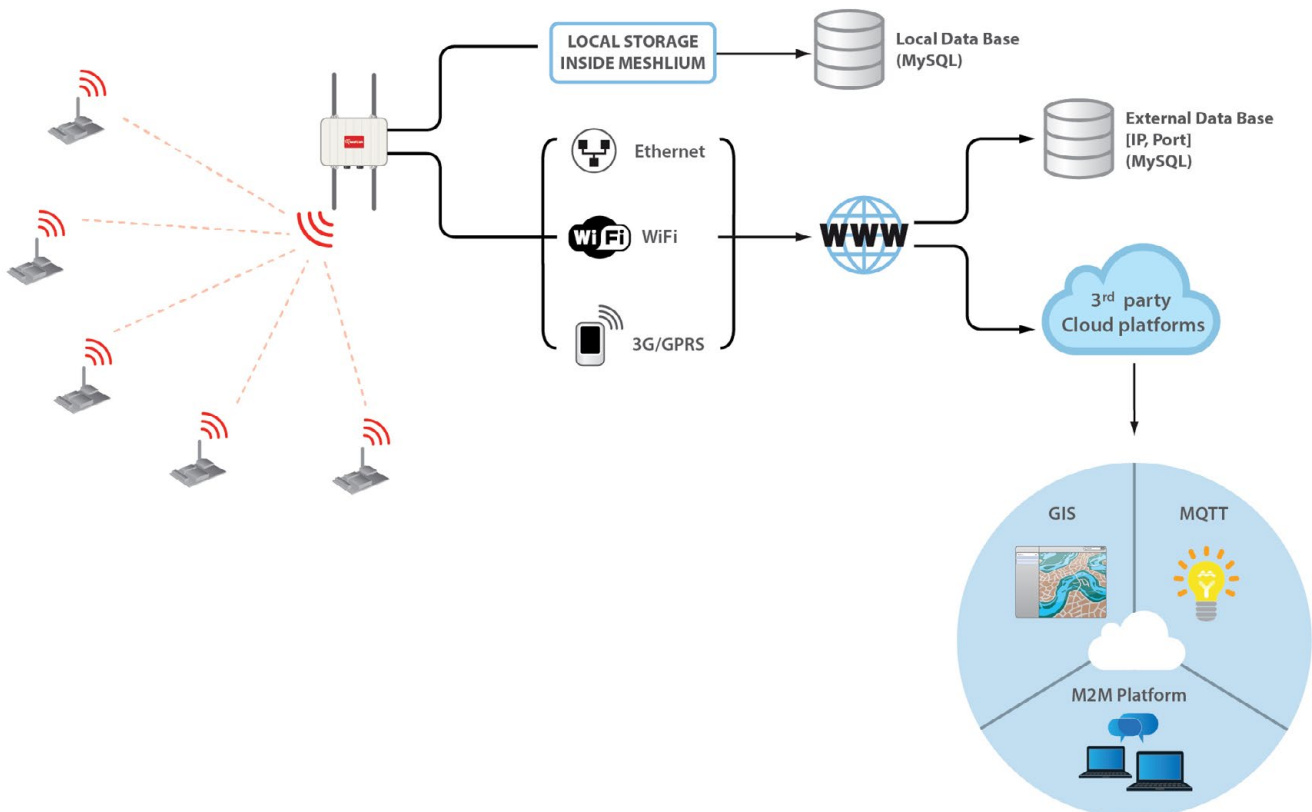 LOCAL STORAGE
INSIDE MESHLIUM
Local Data Base
(MySQL)
External Data Base
[IP, Port]
(MySQL)
Ethernet
WiFi
WiFi
3G/GPRS
WWW
3rd party
Cloud platforms
GIS
MQTT
M2M Platform